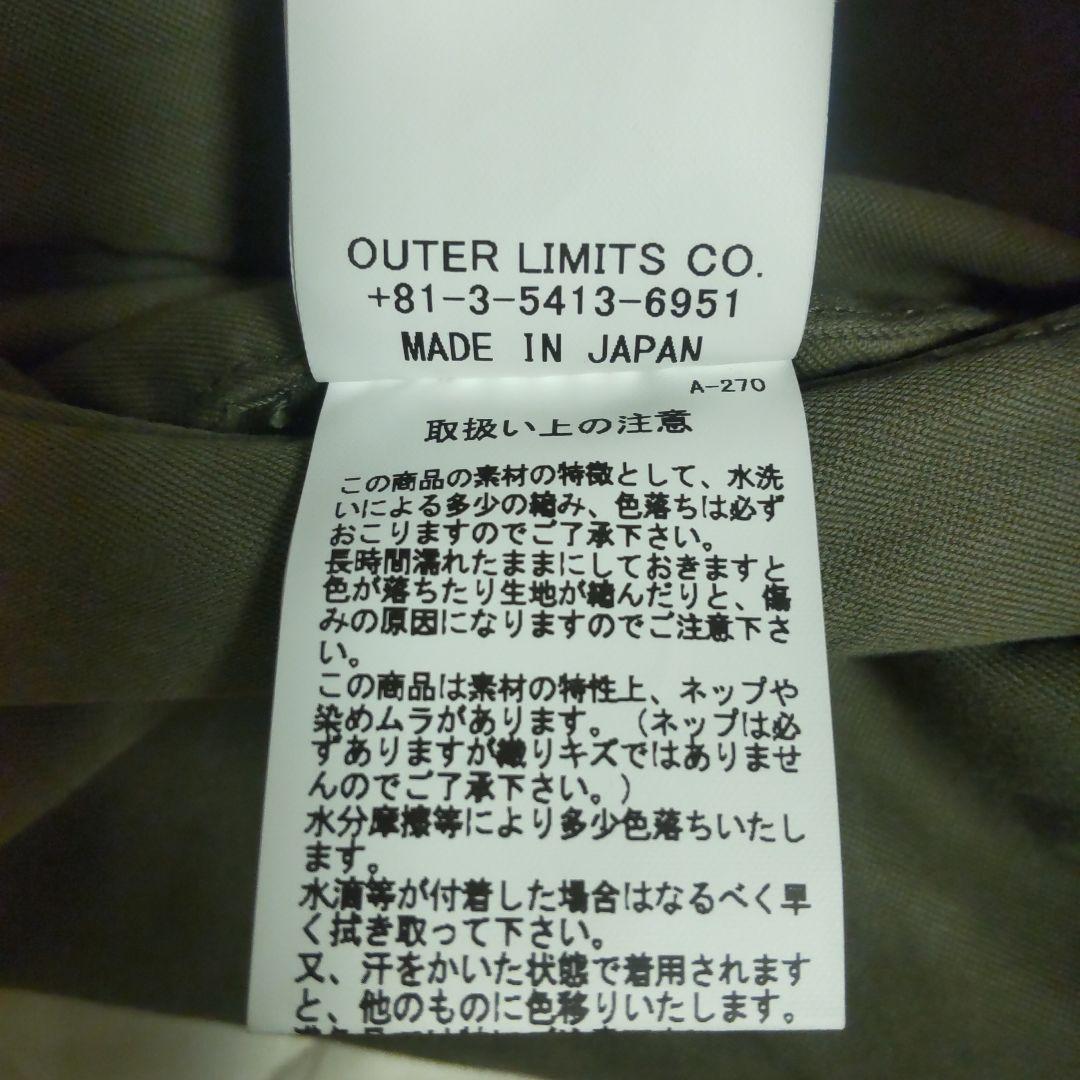 OUTER LIMITS CO.
+81-3-5413-6951
MADE IN JAPAN
A-270
取扱い上の注意
この商品の素材の特徴として、水洗
いによる多少の縮み、色落ちは必ず
おこりますのでご了承下さい。
長時間濡れたままにしておきますと
色が落ちたり生地が縮んだりと、傷
みの原因になりますのでご注意下さ
い。
この商品は素材の特性上、ネップや
染めムラがあります。（ネップは必
ずありますが織りキズではありませ
んのでご了承下さい。）
水分摩擦等により多少色落ちいたし
ます。
水滴等が付着した場合はなるべく早
く拭き取って下さい。
又、汗をかいた状態で着用されます
と、他のものに色移りいたします。